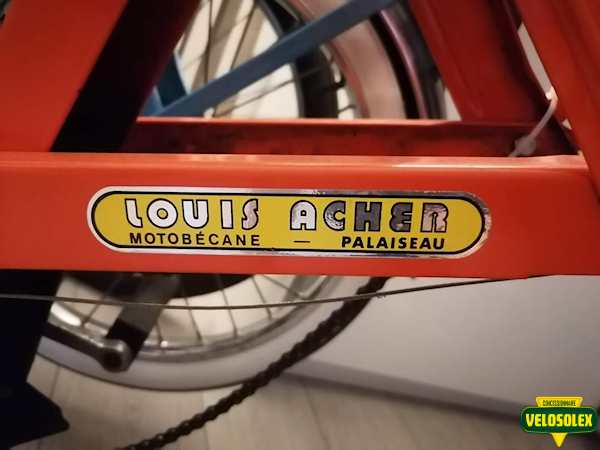 LOUIS ACHER
MOTOBÉCANE — PALAISEAU
CONCESSIONNAIRE
VELOSOLEX